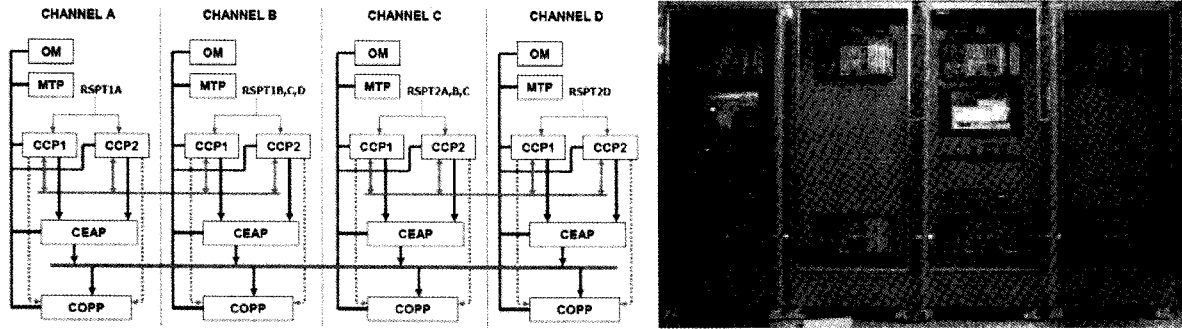 CHANNEL A CHANNEL B CHANNEL C CHANNEL D
OM OM OM OM
MTP MTP MTP MTP
RSPT1A RSPT1B,C,D RSPT2A,B,C RSPT2D
CCP1 CCP2 CCP1 CCP2 CCP1 CCP2 CCP1 CCP2
CEAP CEAP CEAP CEAP
COPP COPP COPP COPP